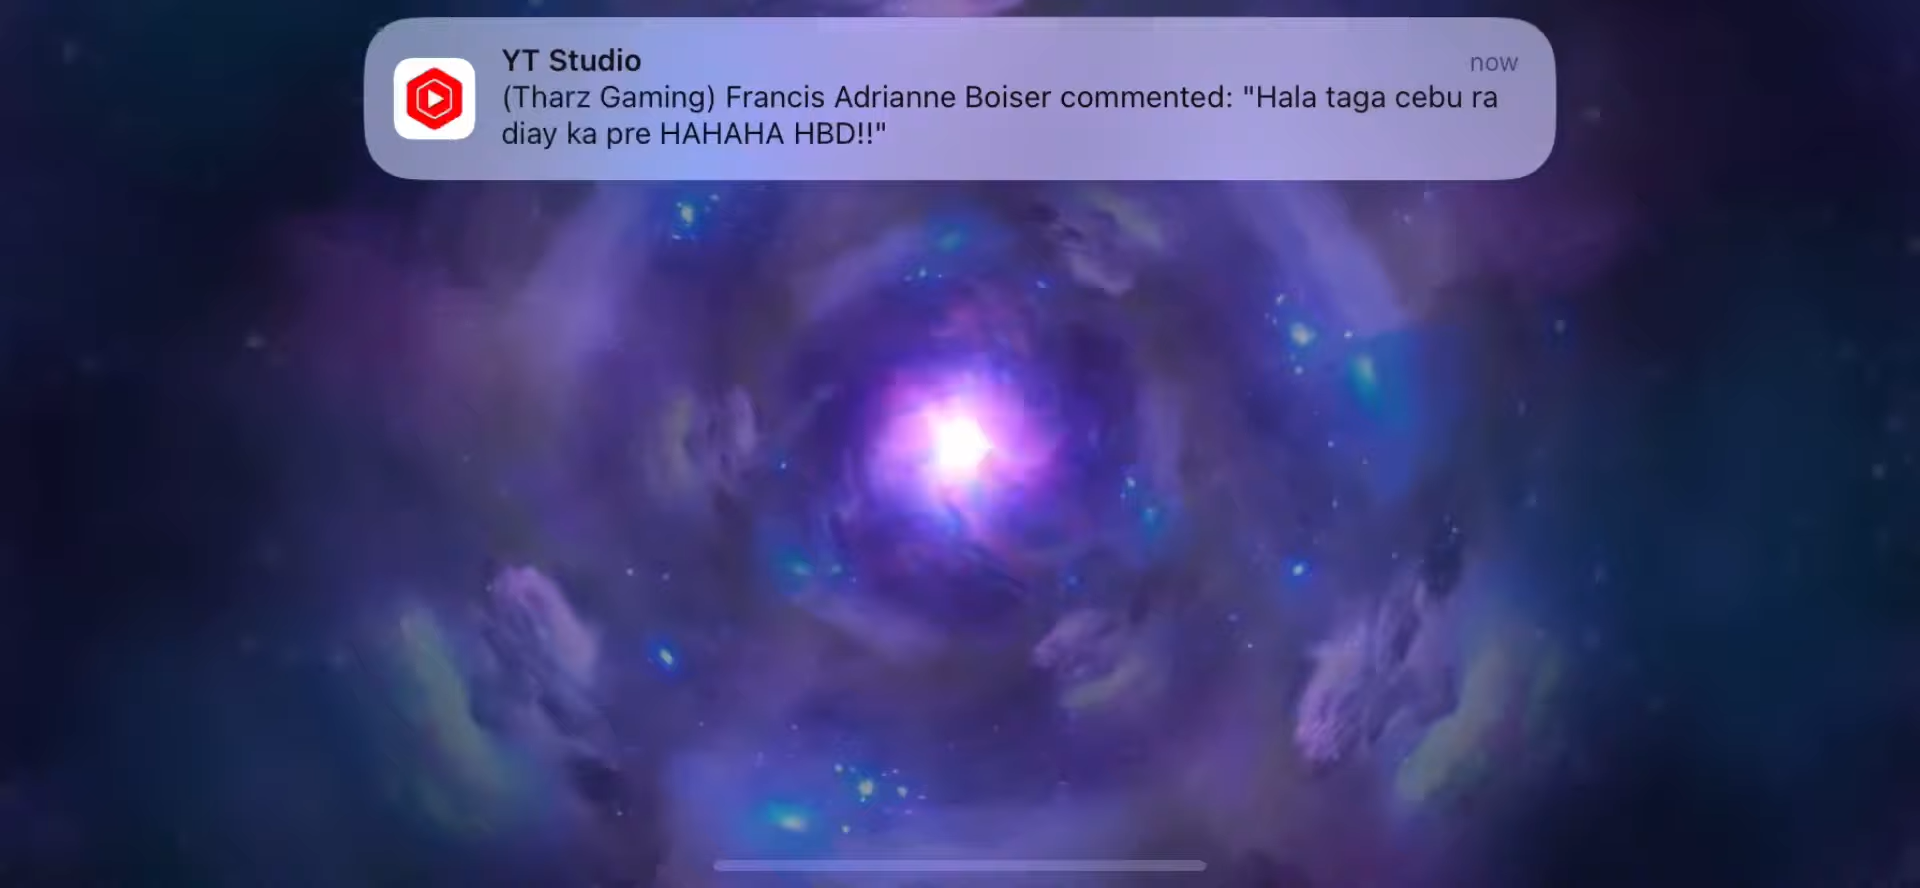 YT Studio
now
(Tharz Gaming) Francis Adrianne Boiser commented: "Hala taga cebu ra
diay ka pre HAHAHA HBD!!"